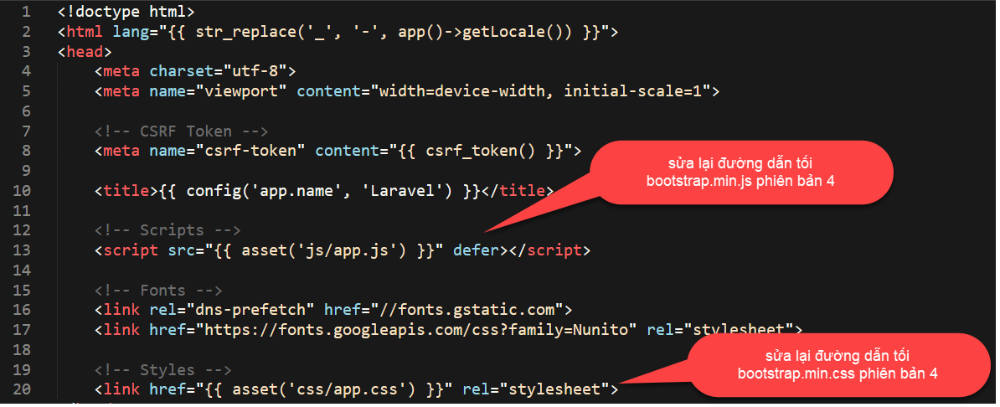 1 <!doctype html>
2 <html lang="{{ str_replace('_', '-', app()->getLocale()) }}">
3 <head>
4 <meta charset="utf-8">
5 <meta name="viewport" content="width=device-width, initial-scale=1">
6
7 <!-- CSRF Token -->
8 <meta name="csrf-token" content="{{ csrf_token() }}">
9
10 <title>{{ config('app.name', 'Laravel') }}</title>
sửa lại đường dẫn tối
bootstrap.min.js phiên bản 4
11
12 <!-- Scripts -->
13 <script src="{{ asset('js/app.js') }}" defer></script>
14
15 <!-- Fonts -->
16 <link rel="dns-prefetch" href="//fonts.gstatic.com">
17 <link href="https://fonts.googleapis.com/css?family=Nunito" rel="stylesheet">
18
19 <!-- Styles -->
20 <link href="{{ asset('css/app.css') }}" rel="stylesheet">
sửa lại đường dẫn tối
bootstrap.min.css phiên bản 4